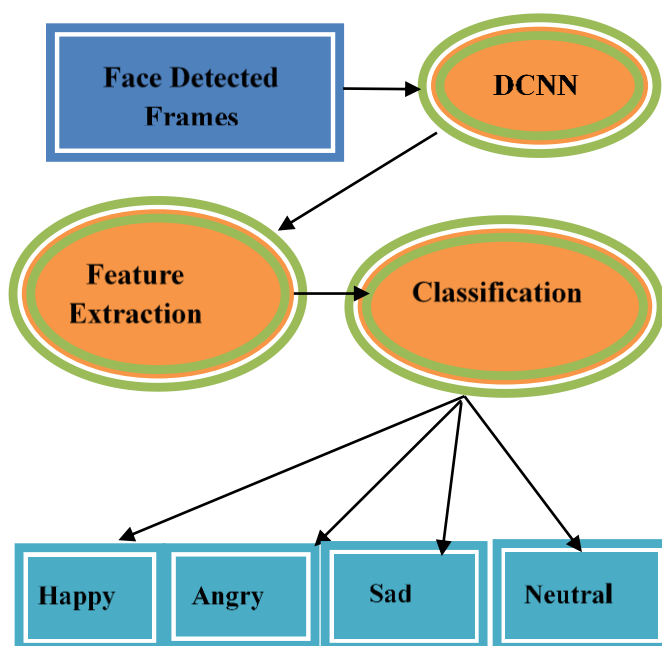 Face Detected
Frames
DCNN
Feature
Extraction
Classification
Happy
Angry
Sad
Neutral